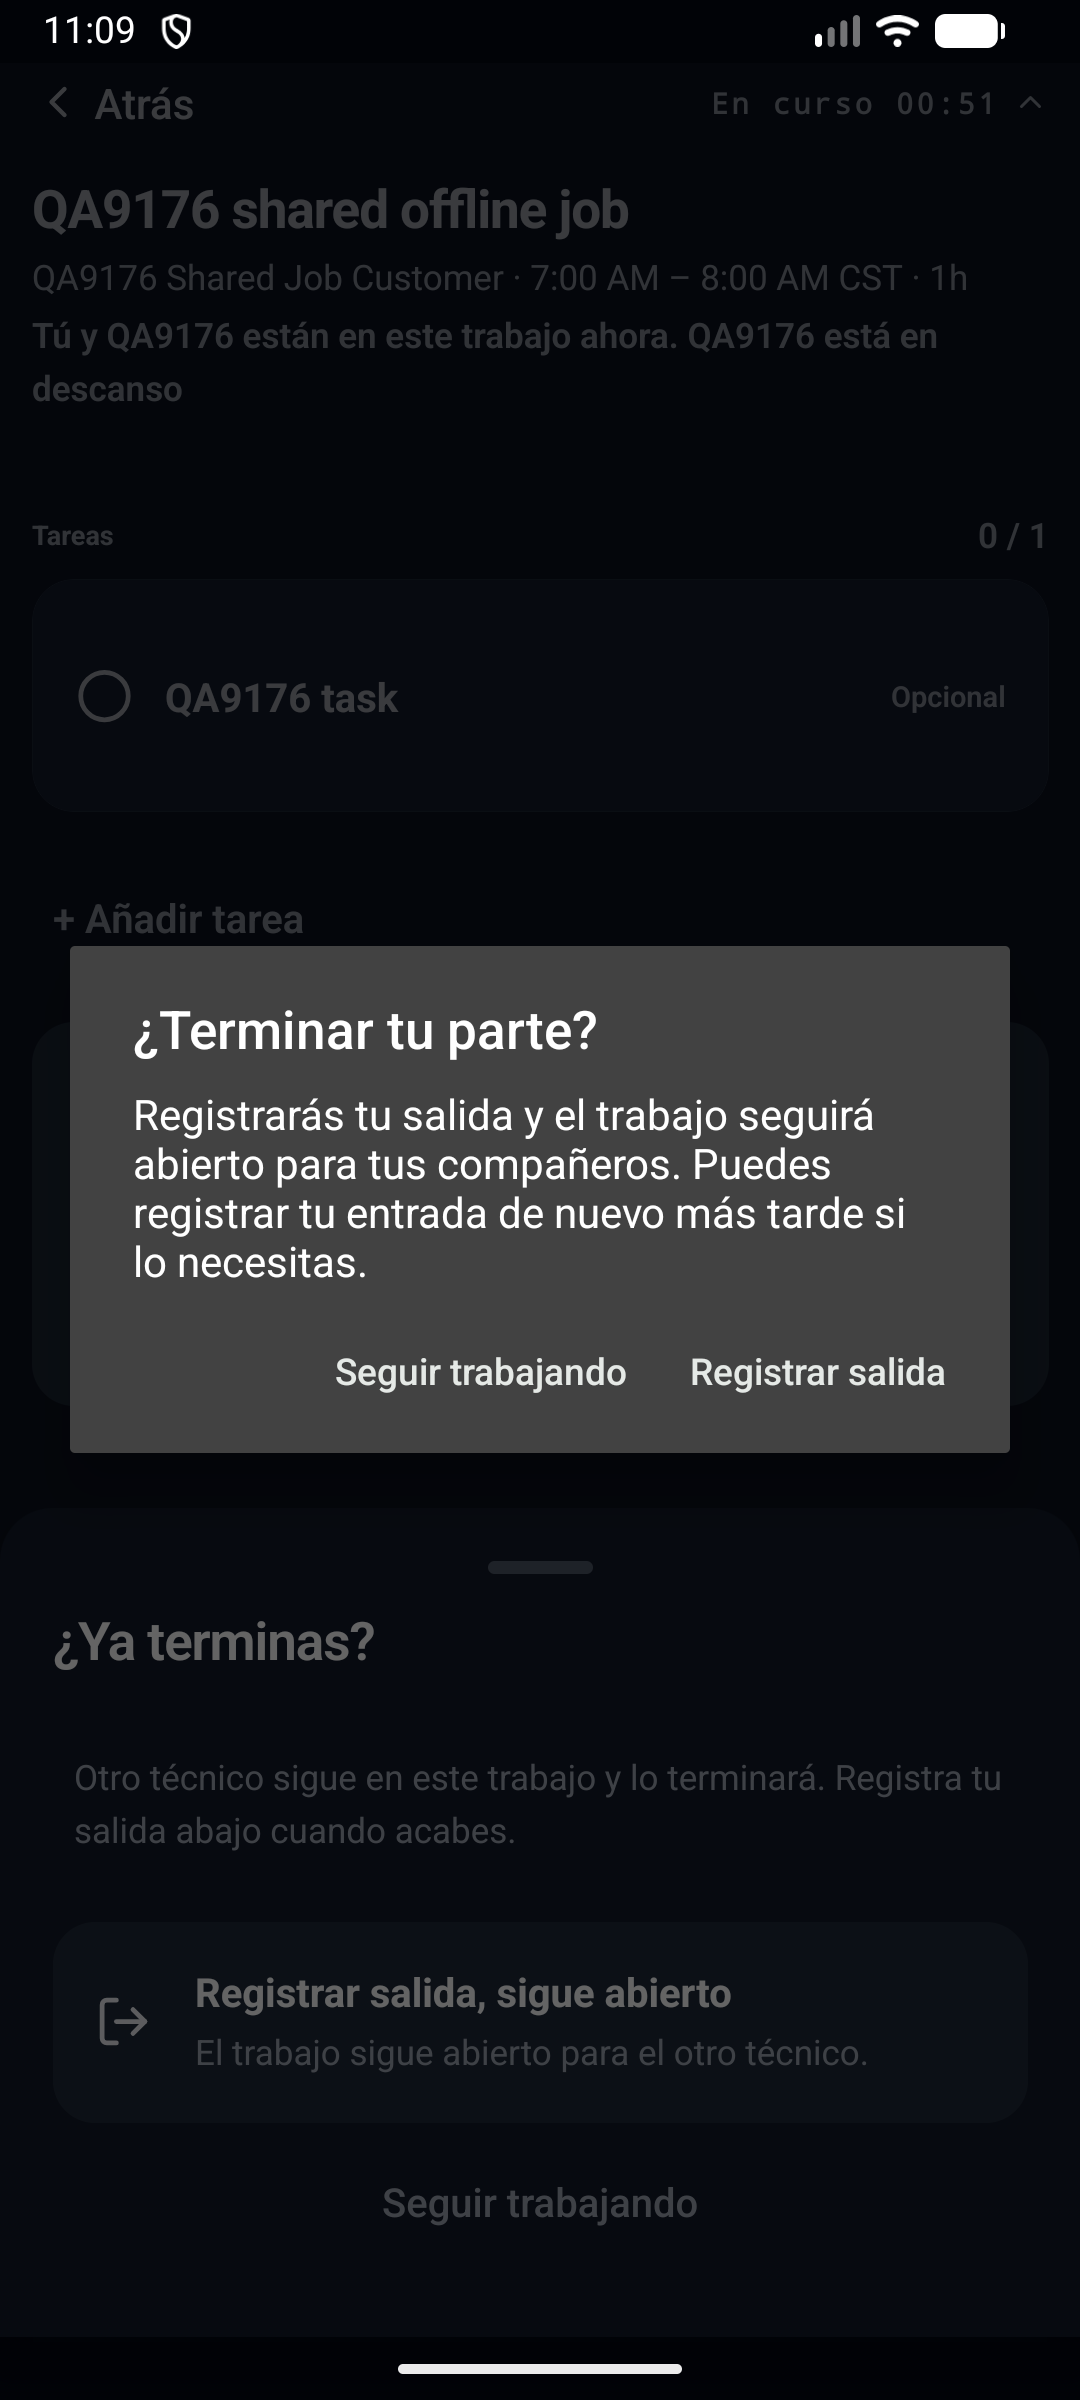 11:09
Atrás
En curso 00:51
QA9176 shared offline job
QA9176 Shared Job Customer · 7:00 AM – 8:00 AM CST · 1h
Tú y QA9176 están en este trabajo ahora. QA9176 está en
descanso
Tareas
0 / 1
QA9176 task
Opcional
+ Añadir tarea
¿Terminar tu parte?
Registrarás tu salida y el trabajo seguirá
abierto para tus compañeros. Puedes
registrar tu entrada de nuevo más tarde si
lo necesitas.
Seguir trabajando
Registrar salida
¿Ya terminas?
Otro técnico sigue en este trabajo y lo terminará. Registra tu
salida abajo cuando acabes.
Registrar salida, sigue abierto
El trabajo sigue abierto para el otro técnico.
Seguir trabajando